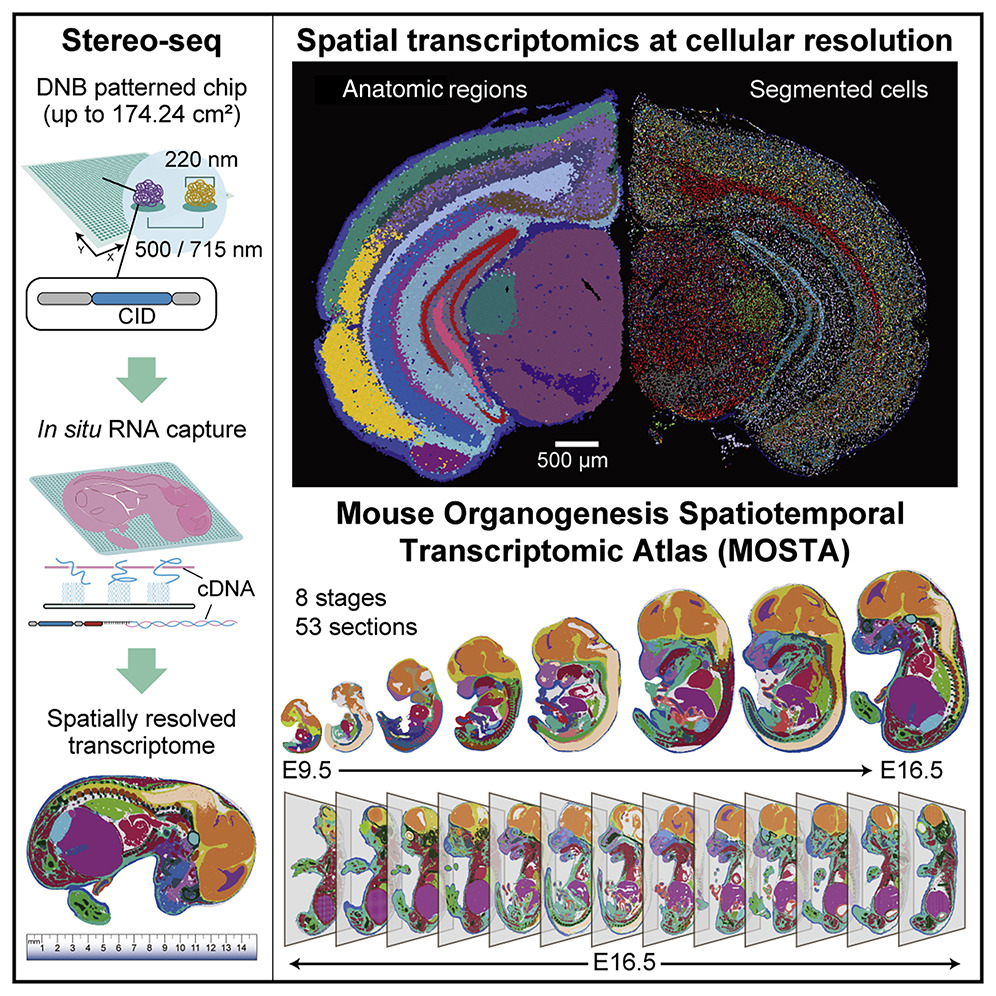 Stereo-seq
DNB patterned chip
(up to 174.24 cm²)
220 nm
500 / 715 nm
Y
X
CID
In situ RNA capture
cDNA
Spatially resolved
transcriptome
mm
1 2 3 4 5 6 7 8 9 10 11 12 13 14
Spatial transcriptomics at cellular resolution
Anatomic regions
Segmented cells
500 μm
Mouse Organogenesis Spatiotemporal
Transcriptomic Atlas (MOSTA)
8 stages
53 sections
E9.5
E16.5
E16.5